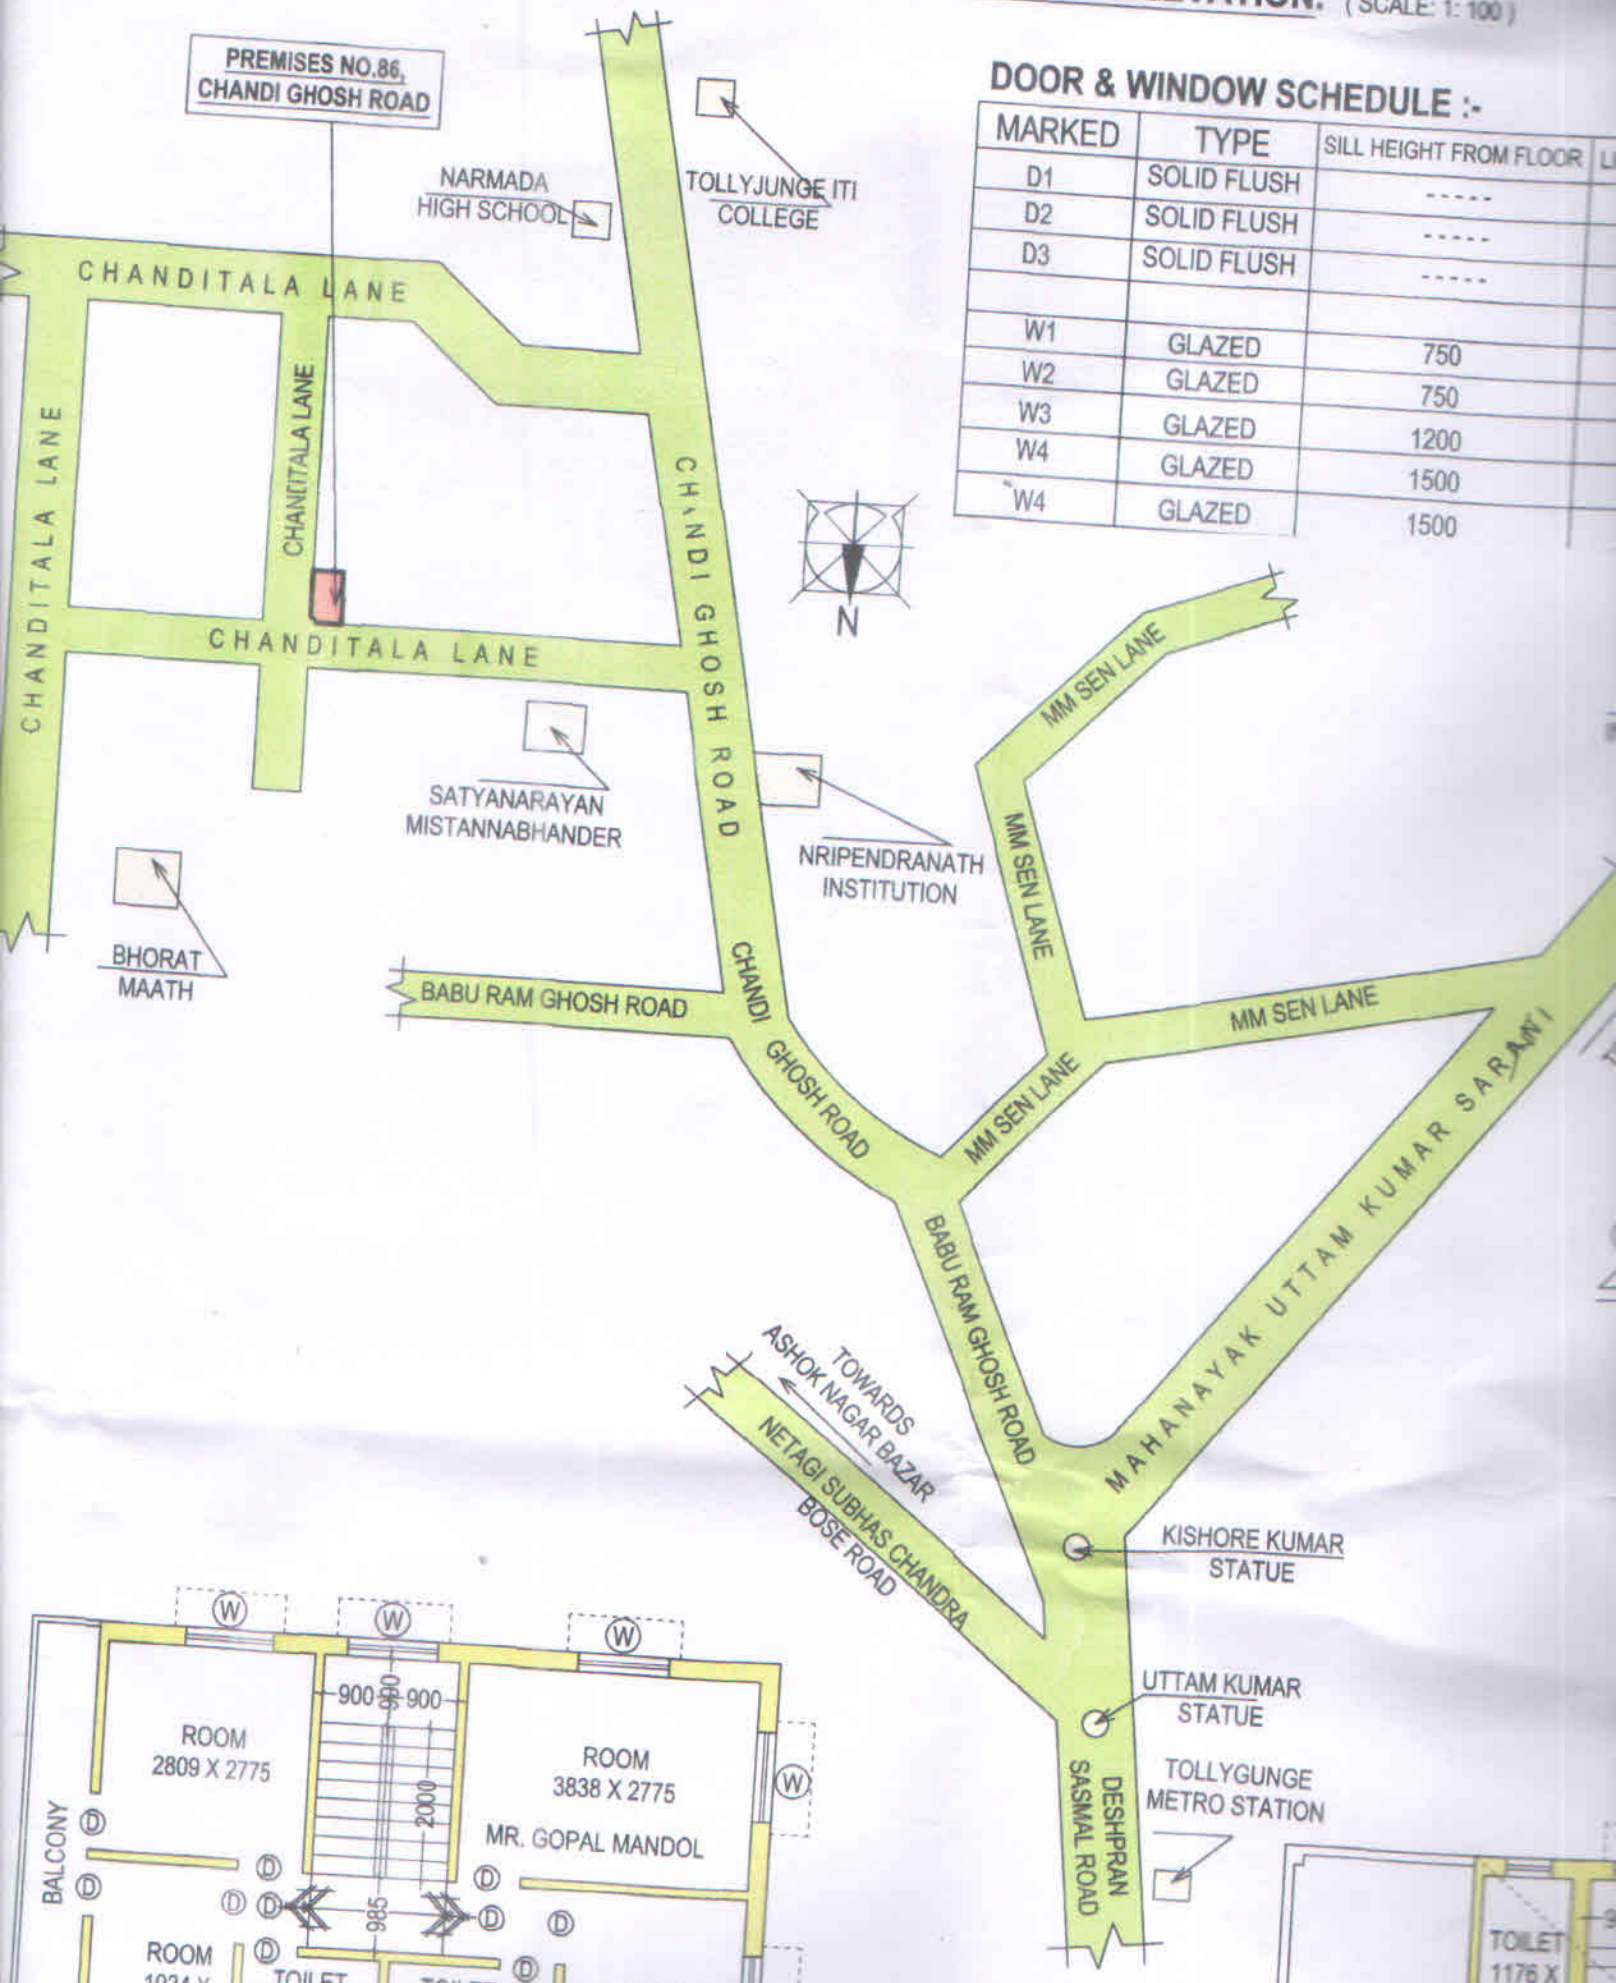 ( SCALE: 1: 100 )
PREMISES NO.86,
CHANDI GHOSH ROAD
NARMADA
HIGH SCHOOL
TOLLYJUNGE ITI
COLLEGE
DOOR & WINDOW SCHEDULE :-
MARKED TYPE SILL HEIGHT FROM FLOOR
D1 SOLID FLUSH -----
D2 SOLID FLUSH -----
D3 SOLID FLUSH -----
W1 GLAZED 750
W2 GLAZED 750
W3 GLAZED 1200
W4 GLAZED 1500
W4 GLAZED 1500
CHANDITALA LANE
CHANDITALA LANE
CHANDITALA LANE
CHANDITALA LANE
CHANDI GHOSH ROAD
N
MM SEN LANE
MM SEN LANE
SATYANARAYAN
MISTANNABHANDER
NRIPENDRANATH
INSTITUTION
BHORAT
MAATH
BABU RAM GHOSH ROAD
CHANDI
GHOSH ROAD
MM SEN LANE
MM SEN LANE
MAHANAYAK UTTAM KUMAR SARANI
BABU RAM GHOSH ROAD
TOWARDS
ASHOK NAGAR BAZAR
NETAGI SUBHAS CHANDRA
BOSE ROAD
KISHORE KUMAR
STATUE
UTTAM KUMAR
STATUE
TOLLYGUNGE
METRO STATION
DESHPRAN
SASMAL ROAD
W
W
W
W
900 900
900
2000
985
ROOM
2809 X 2775
ROOM
3838 X 2775
MR. GOPAL MANDOL
BALCONY
D
D
D
D
D
D
D
D
D
D
ROOM
TOILET
TOILET
1176 X